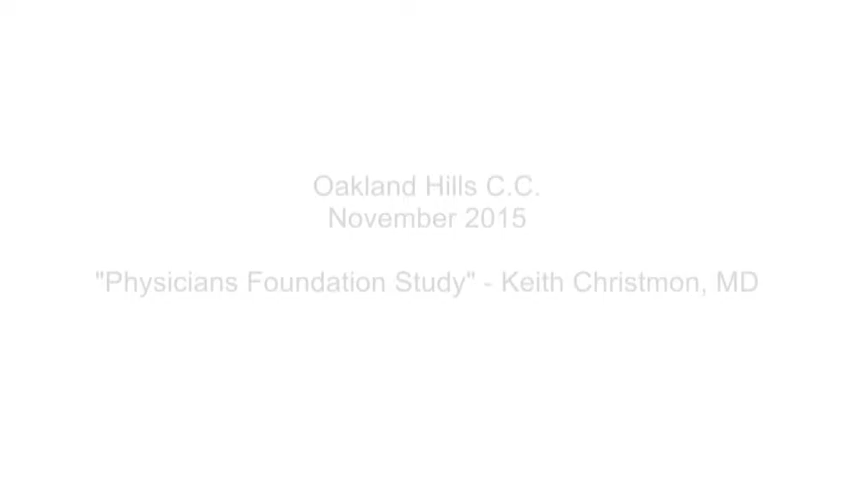 Oakland Hills C.C.
November 2015
"Physicians Foundation Study" - Keith Christmon, MD